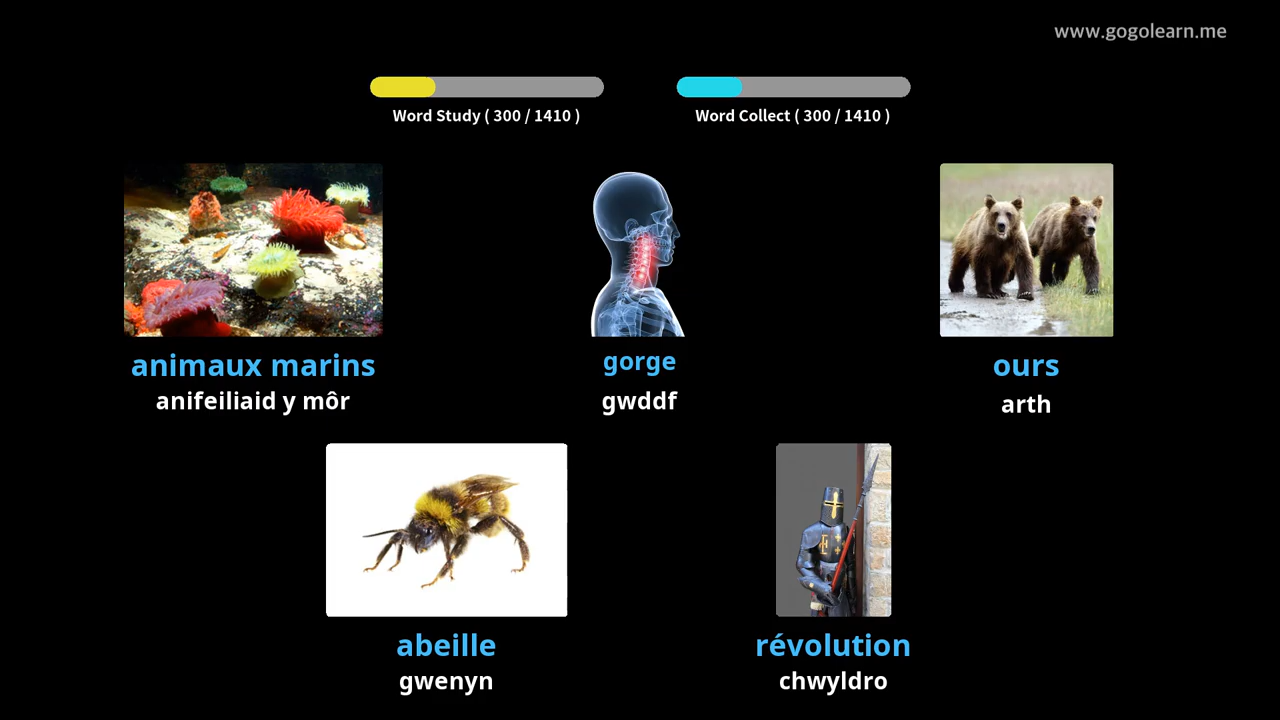 www.gogolearn.me
Word Study ( 300 / 1410 )
Word Collect ( 300 / 1410 )
animaux marins
anifeiliaid y môr
gorge
gwddf
ours
arth
abeille
gwenyn
révolution
chwyldro